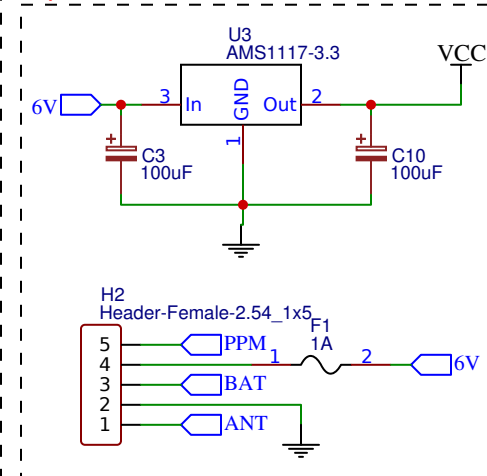 U3
AMS1117-3.3
VCC
6V
3
In
GND
Out
2
1
+
C3
100uF
+
C10
100uF
H2
Header-Female-2.54_1x5
F1
1A
5
PPM
4
1
2
6V
3
BAT
2
1
ANT